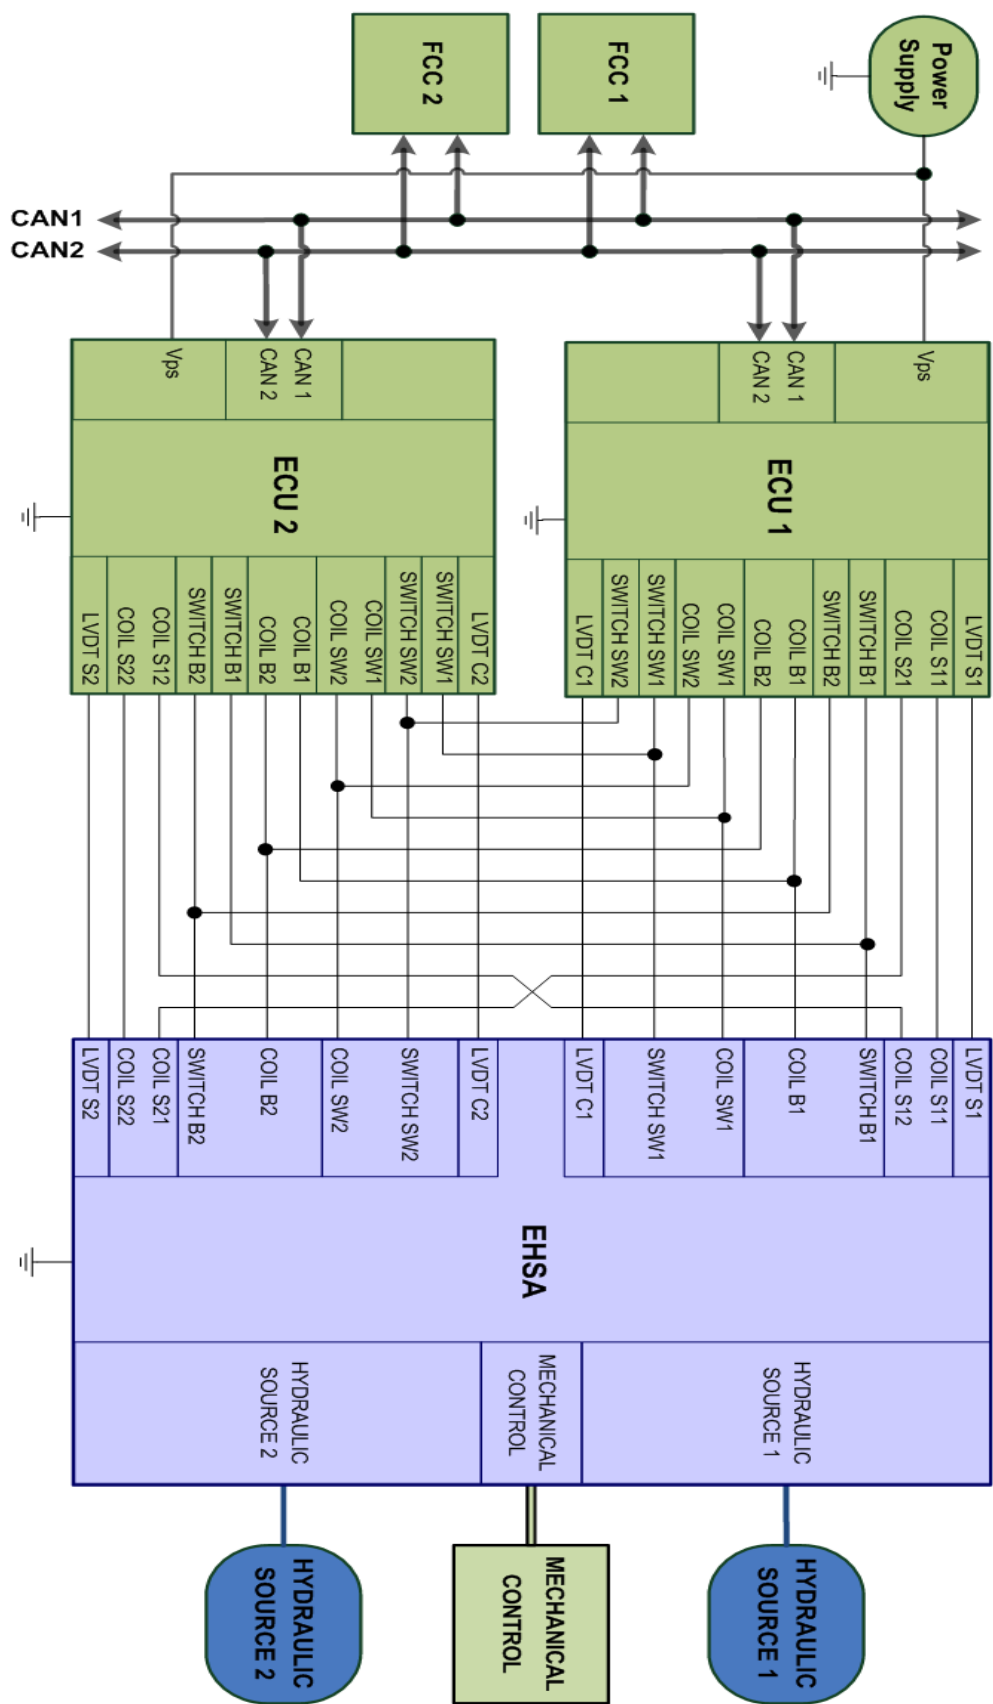 FCC 2
FCC 1
Power
Supply
CAN1
CAN2
Vps
CAN 2
CAN 1
CAN 2
CAN 1
Vps
ECU 2
ECU 1
LVDT S2
COIL S22
COIL S12
SWITCH B2
SWITCH B1
COIL B2
COIL B1
COIL SW2
COIL SW1
SWITCH SW2
SWITCH SW1
LVDT C2
LVDT C1
SWITCH SW2
SWITCH SW1
COIL SW2
COIL SW1
COIL B2
COIL B1
SWITCH B2
SWITCH B1
COIL S21
COIL S11
LVDT S1
LVDT S2
COIL S22
COIL S21
SWITCH B2
COIL B2
COIL SW2
SWITCH SW2
LVDT C2
LVDT C1
SWITCH SW1
COIL SW1
COIL B1
SWITCH B1
COIL S12
COIL S11
LVDT S1
EHSA
HYDRAULIC
SOURCE 2
MECHANICAL
CONTROL
HYDRAULIC
SOURCE 1
HYDRAULIC
SOURCE 2
MECHANICAL
CONTROL
HYDRAULIC
SOURCE 1